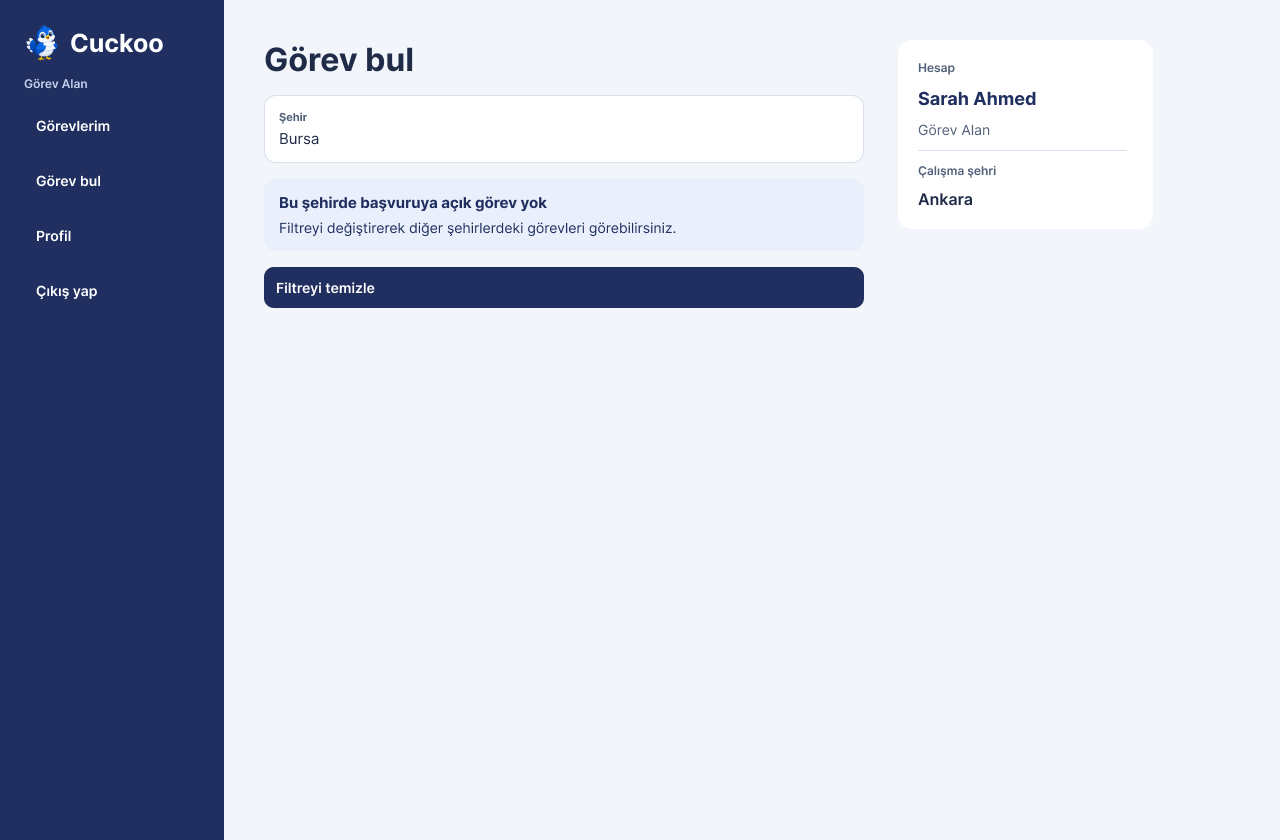 Cuckoo
Görev Alan
Görevlerim
Görev bul
Profil
Çıkış yap
Görev bul
Şehir
Bursa
Bu şehirde başvuruya açık görev yok
Filtreyi değiştirerek diğer şehirlerdeki görevleri görebilirsiniz.
Filtreyi temizle
Hesap
Sarah Ahmed
Görev Alan
Çalışma şehri
Ankara